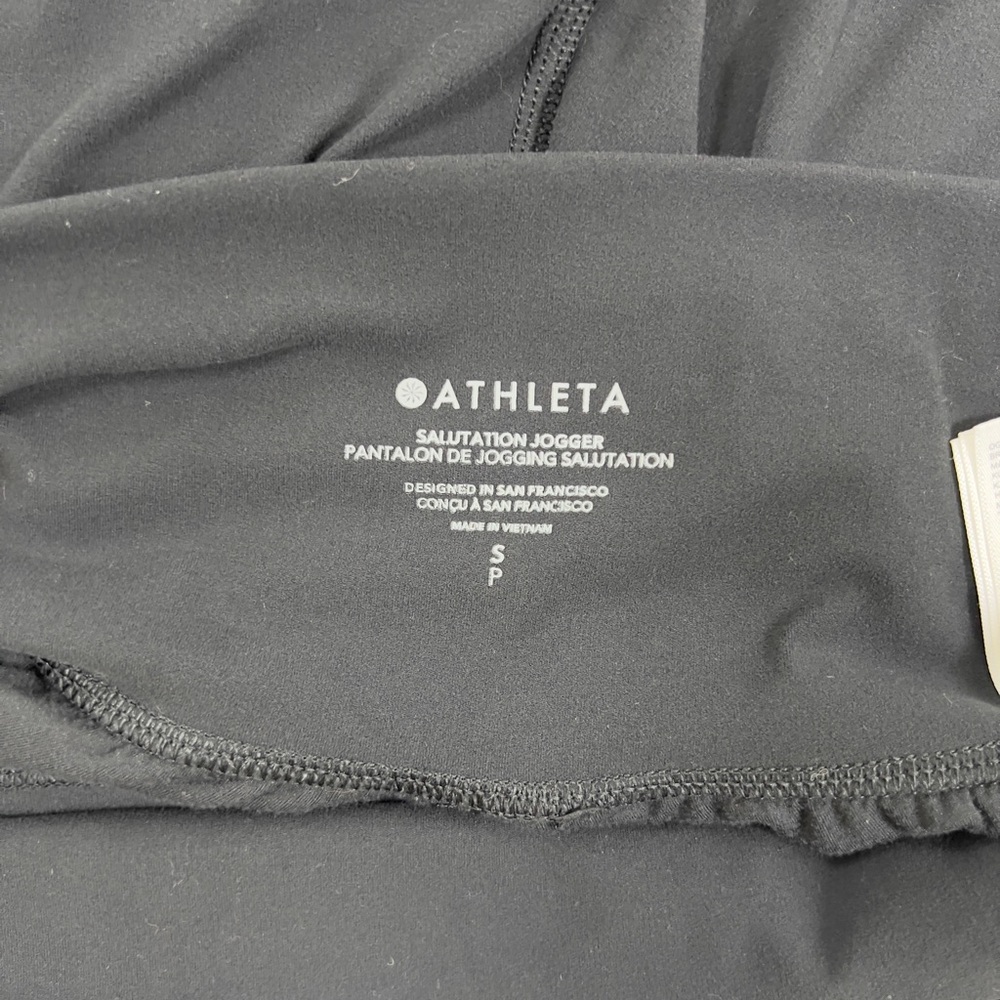 ATHLETA
SALUTATION JOGGER
PANTALON DE JOGGING SALUTATION
DESIGNED IN SAN FRANCISCO
CONÇU À SAN FRANCISCO
MADE IN VIETNAM
S
P